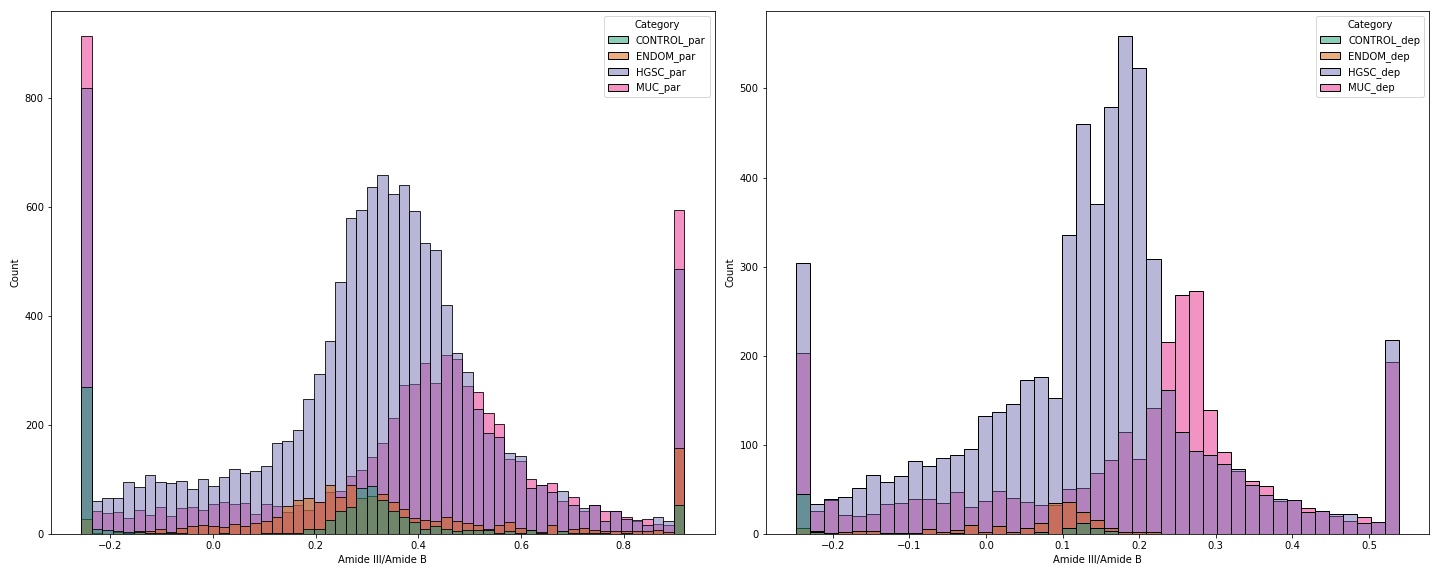 Category
CONTROL_par
ENDOM_par
HGSC_par
MUC_par
800
600
400
200
0
Count
−0.2
0.0
0.2
0.4
0.6
0.8
Amide III/Amide B
Category
CONTROL_dep
ENDOM_dep
HGSC_dep
MUC_dep
500
400
300
200
100
0
Count
−0.2
−0.1
0.0
0.1
0.2
0.3
0.4
0.5
Amide III/Amide B